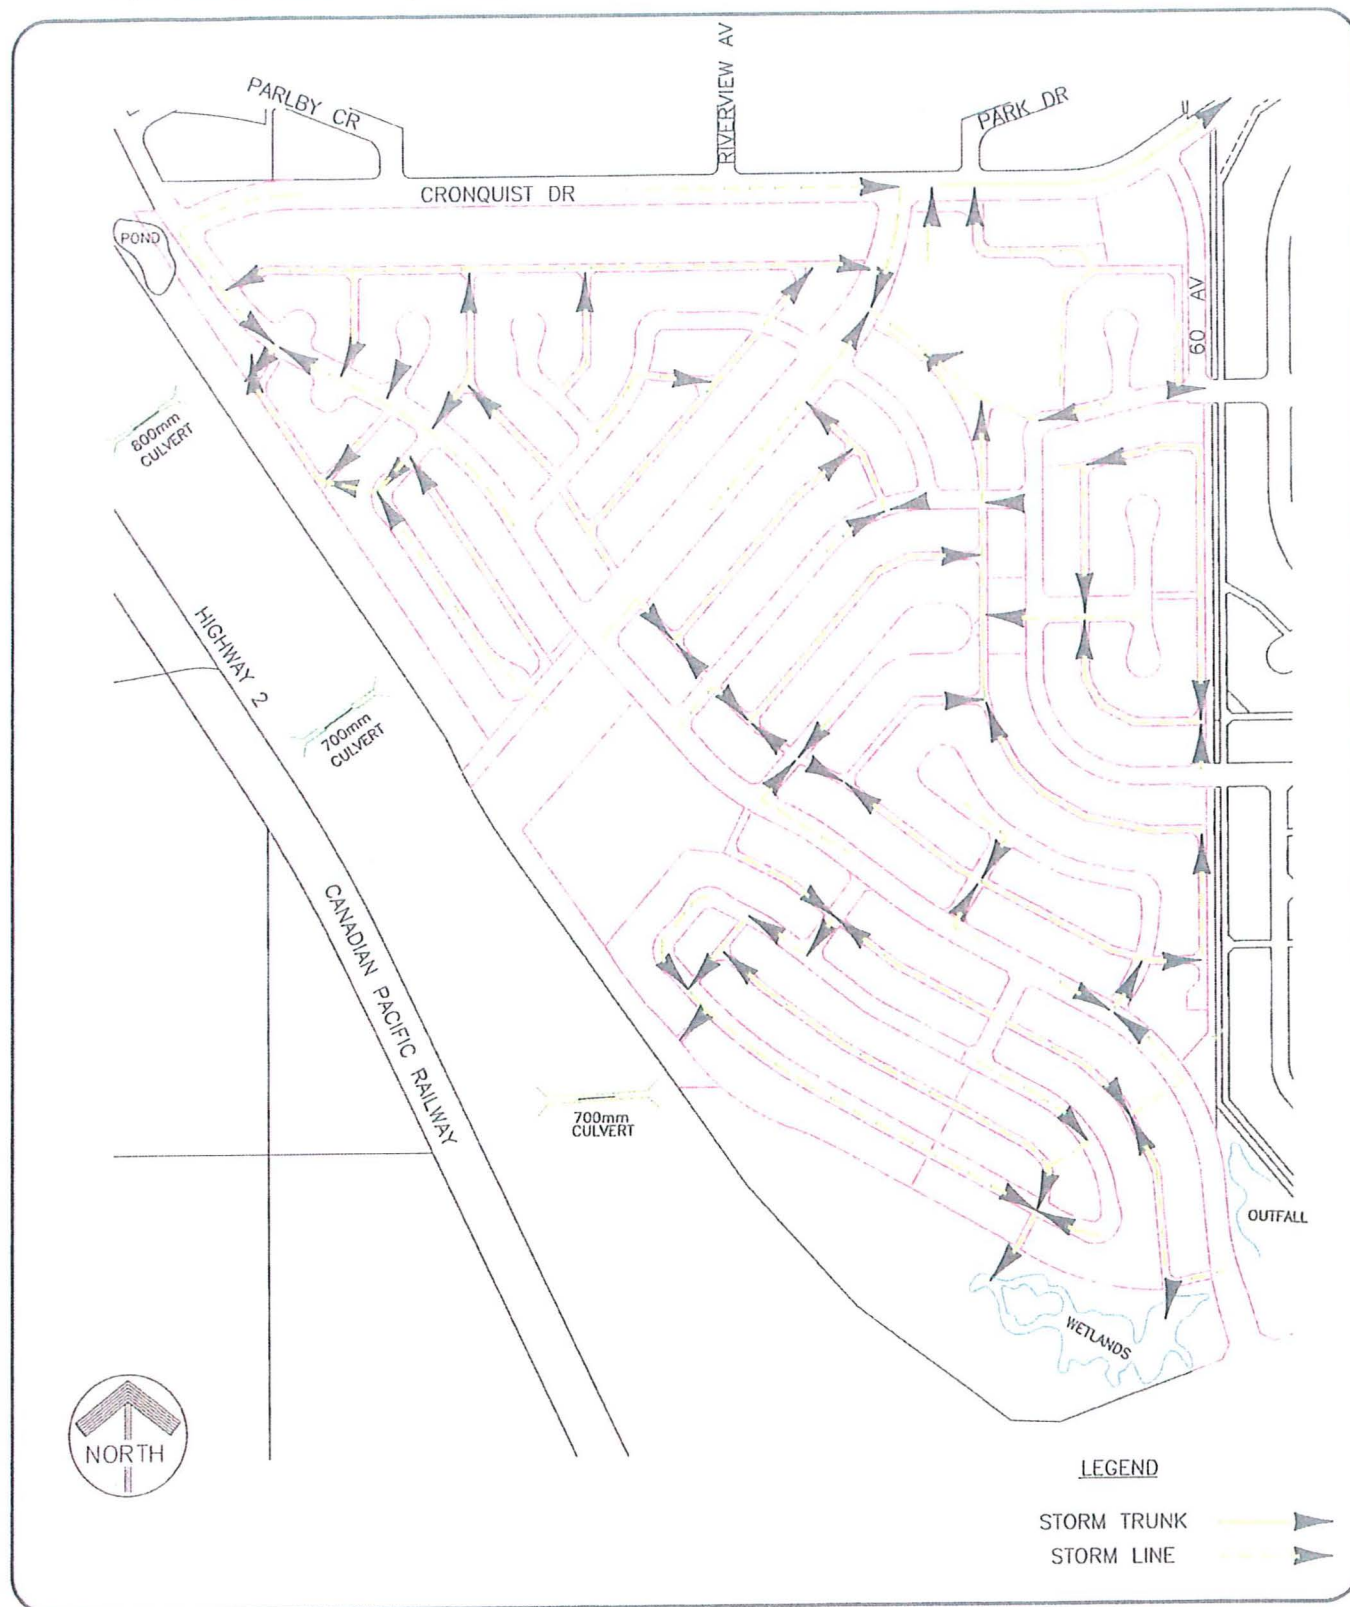 PARLBY CR
RIVERVIEW AV
PARK DR
CRONQUIST DR
POND
60 AV
800mm
CULVERT
HIGHWAY 2
700mm
CULVERT
CANADIAN PACIFIC RAILWAY
700mm
CULVERT
OUTFALL
WETLANDS
NORTH
LEGEND
STORM TRUNK
STORM LINE